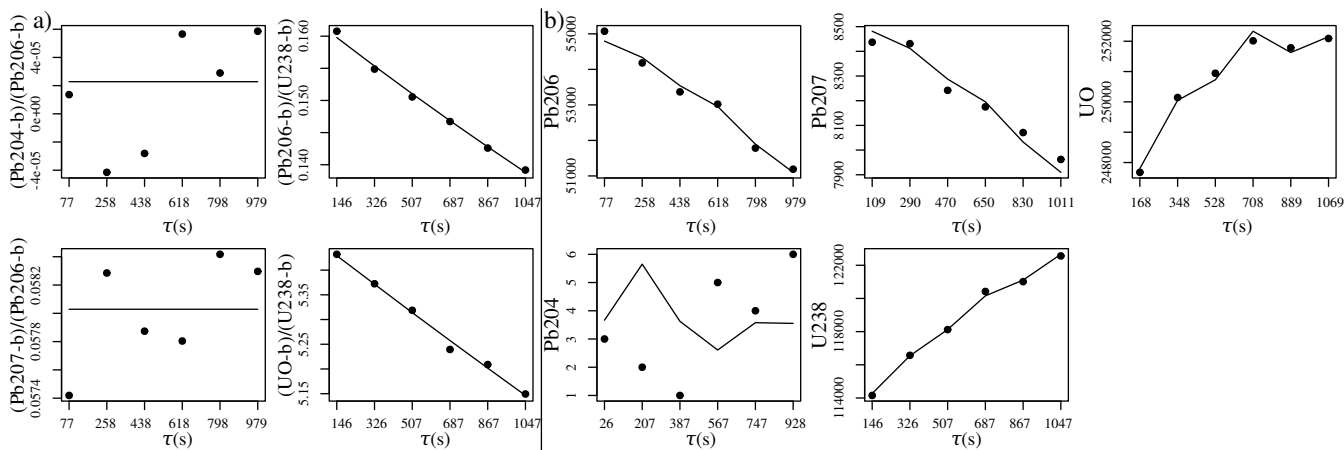 a)
(Pb204-b)/(Pb206-b)
-4e-05 0e+00 4e-05
77 258 438 618 798 979
τ(s)
(Pb206-b)/(U238-b)
0.140 0.150 0.160
146 326 507 687 867 1047
τ(s)
(Pb207-b)/(Pb206-b)
0.0574 0.0578 0.0582
77 258 438 618 798 979
τ(s)
(UO-b)/(U238-b)
5.15 5.25 5.35
146 326 507 687 867 1047
τ(s)
b)
Pb206
51000 53000 55000
77 258 438 618 798 979
τ(s)
Pb207
7900 8100 8300 8500
109 290 470 650 830 1011
τ(s)
UO
248000 250000 252000
168 348 528 708 889 1069
τ(s)
Pb204
1 2 3 4 5 6
26 207 387 567 747 928
τ(s)
U238
114000 118000 122000
146 326 507 687 867 1047
τ(s)